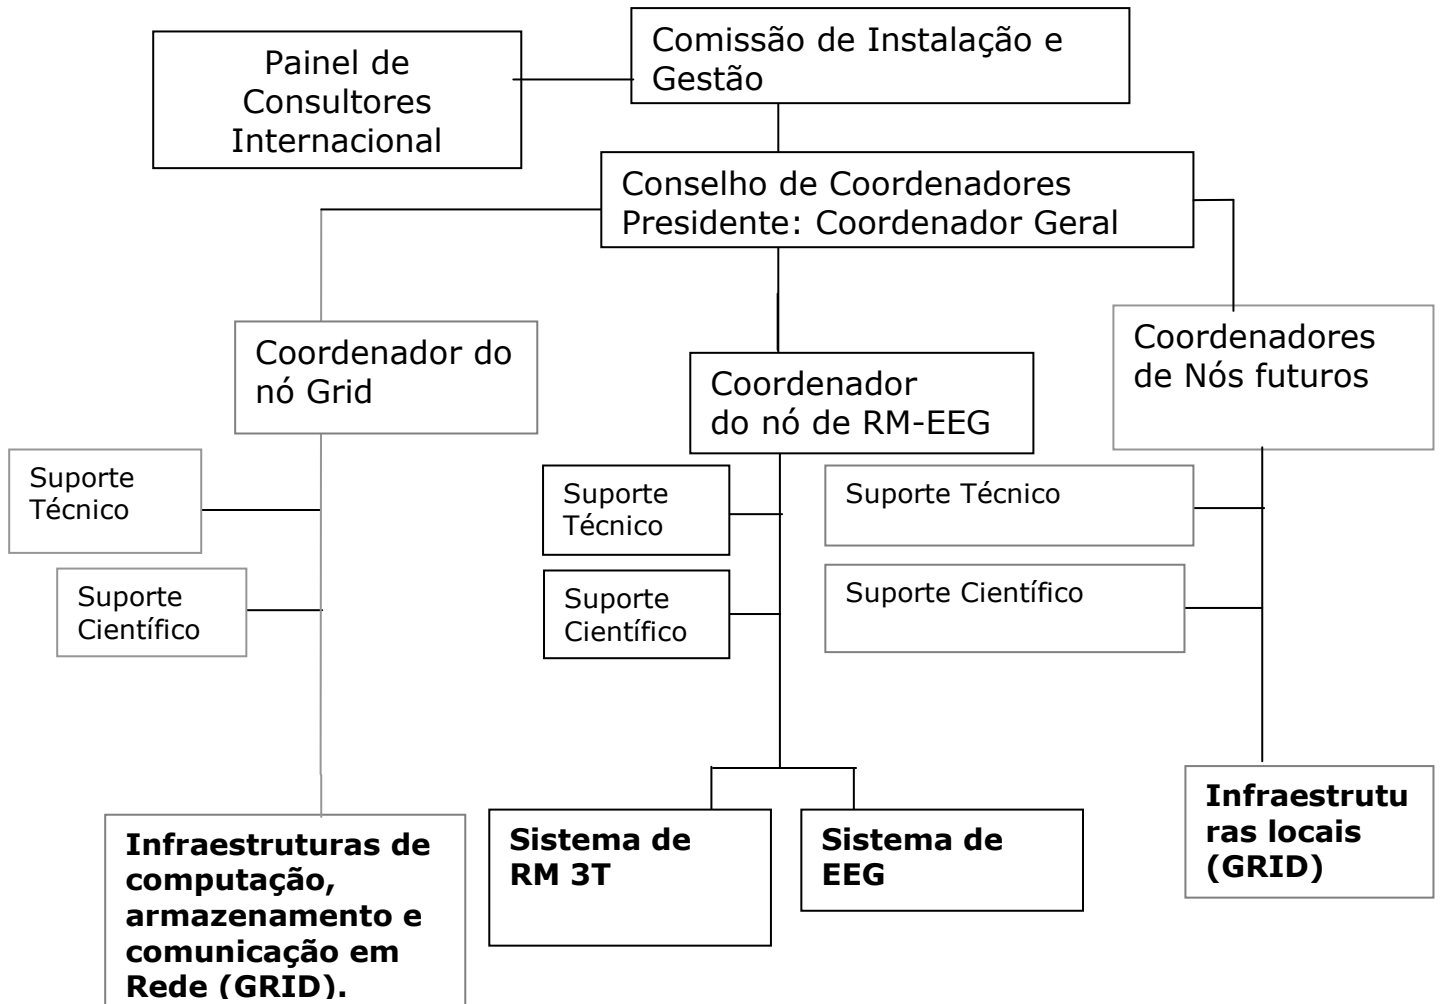 Comissão de Instalação e
Gestão
Painel de
Consultores
Internacional
Conselho de Coordenadores
Presidente: Coordenador Geral
Coordenador do
nó Grid
Coordenador
do nó de RM-EEG
Coordenadores
de Nós futuros
Suporte
Técnico
Suporte
Científico
Suporte
Técnico
Suporte
Científico
Suporte Técnico
Suporte Científico
Infraestruturas de
computação,
armazenamento e
comunicação em
Rede (GRID).
Sistema de
RM 3T
Sistema de
EEG
Infraestrutu
ras locais
(GRID)